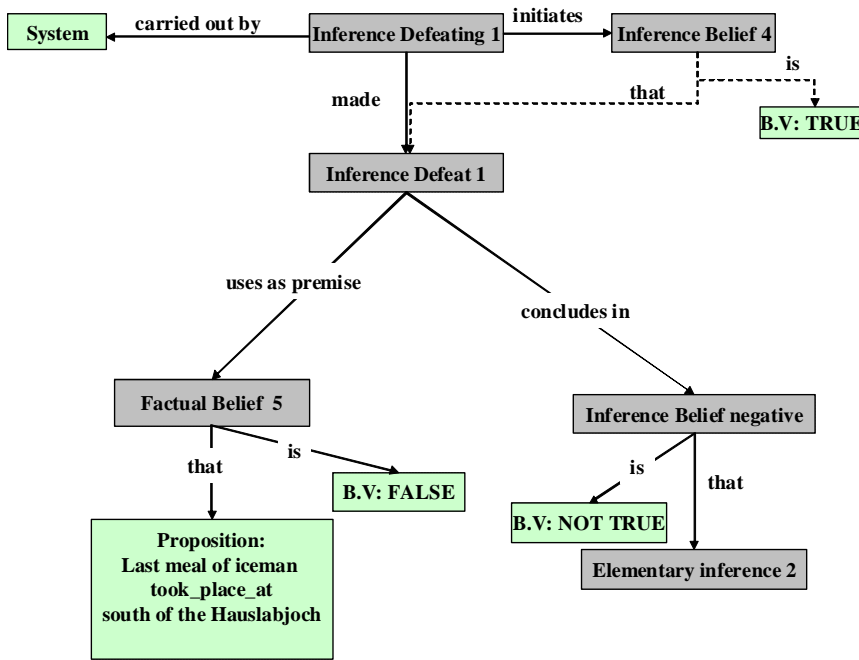 System
carried out by
Inference Defeating 1
initiates
Inference Belief 4
is
made
that
B.V: TRUE
Inference Defeat 1
uses as premise
concludes in
Factual Belief 5
Inference Belief negative
that
is
is
that
B.V: FALSE
B.V: NOT TRUE
Proposition:
Last meal of iceman
took_place_at
south of the Hauslabjoch
Elementary inference 2